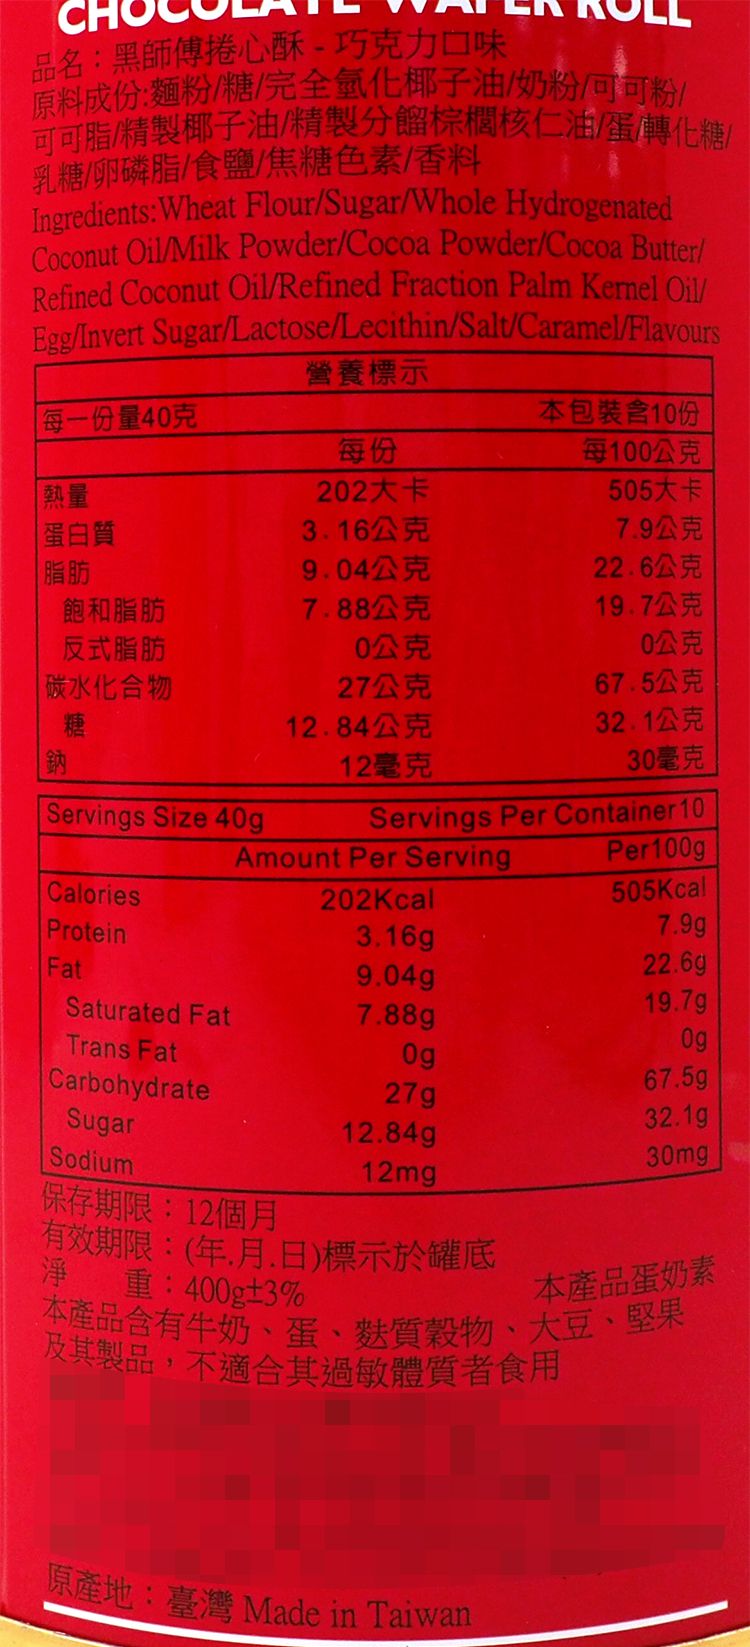 CHOCOLATE WAFER ROLL
品名：黑師傅捲心酥 - 巧克力口味
原料成份:麵粉/糖/完全氫化椰子油/奶粉/可可粉/
可可脂/精製椰子油/精製分餾棕櫚核仁油/蛋/轉化糖/
乳糖/卵磷脂/食鹽/焦糖色素/香料
Ingredients:Wheat Flour/Sugar/Whole Hydrogenated
Coconut Oil/Milk Powder/Cocoa Powder/Cocoa Butter/
Refined Coconut Oil/Refined Fraction Palm Kernel Oil/
Egg/Invert Sugar/Lactose/Lecithin/Salt/Caramel/Flavours
營養標示
每一份量40克 本包裝含10份
每份 每100公克
熱量 202大卡 505大卡
蛋白質 3.16公克 7.9公克
脂肪 9.04公克 22.6公克
飽和脂肪 7.88公克 19.7公克
反式脂肪 0公克 0公克
碳水化合物 27公克 67.5公克
糖 12.84公克 32.1公克
鈉 12毫克 30毫克
Servings Size 40g Servings Per Container10
Amount Per Serving Per100g
Calories 202Kcal 505Kcal
Protein 3.16g 7.9g
Fat 9.04g 22.6g
Saturated Fat 7.88g 19.7g
Trans Fat 0g 0g
Carbohydrate 27g 67.5g
Sugar 12.84g 32.1g
Sodium 12mg 30mg
保存期限：12個月
有效期限：(年.月.日)標示於罐底
淨 重：400g±3% 本產品蛋奶素
本產品含有牛奶、蛋、麩質穀物、大豆、堅果
及其製品，不適合其過敏體質者食用
原產地：臺灣 Made in Taiwan